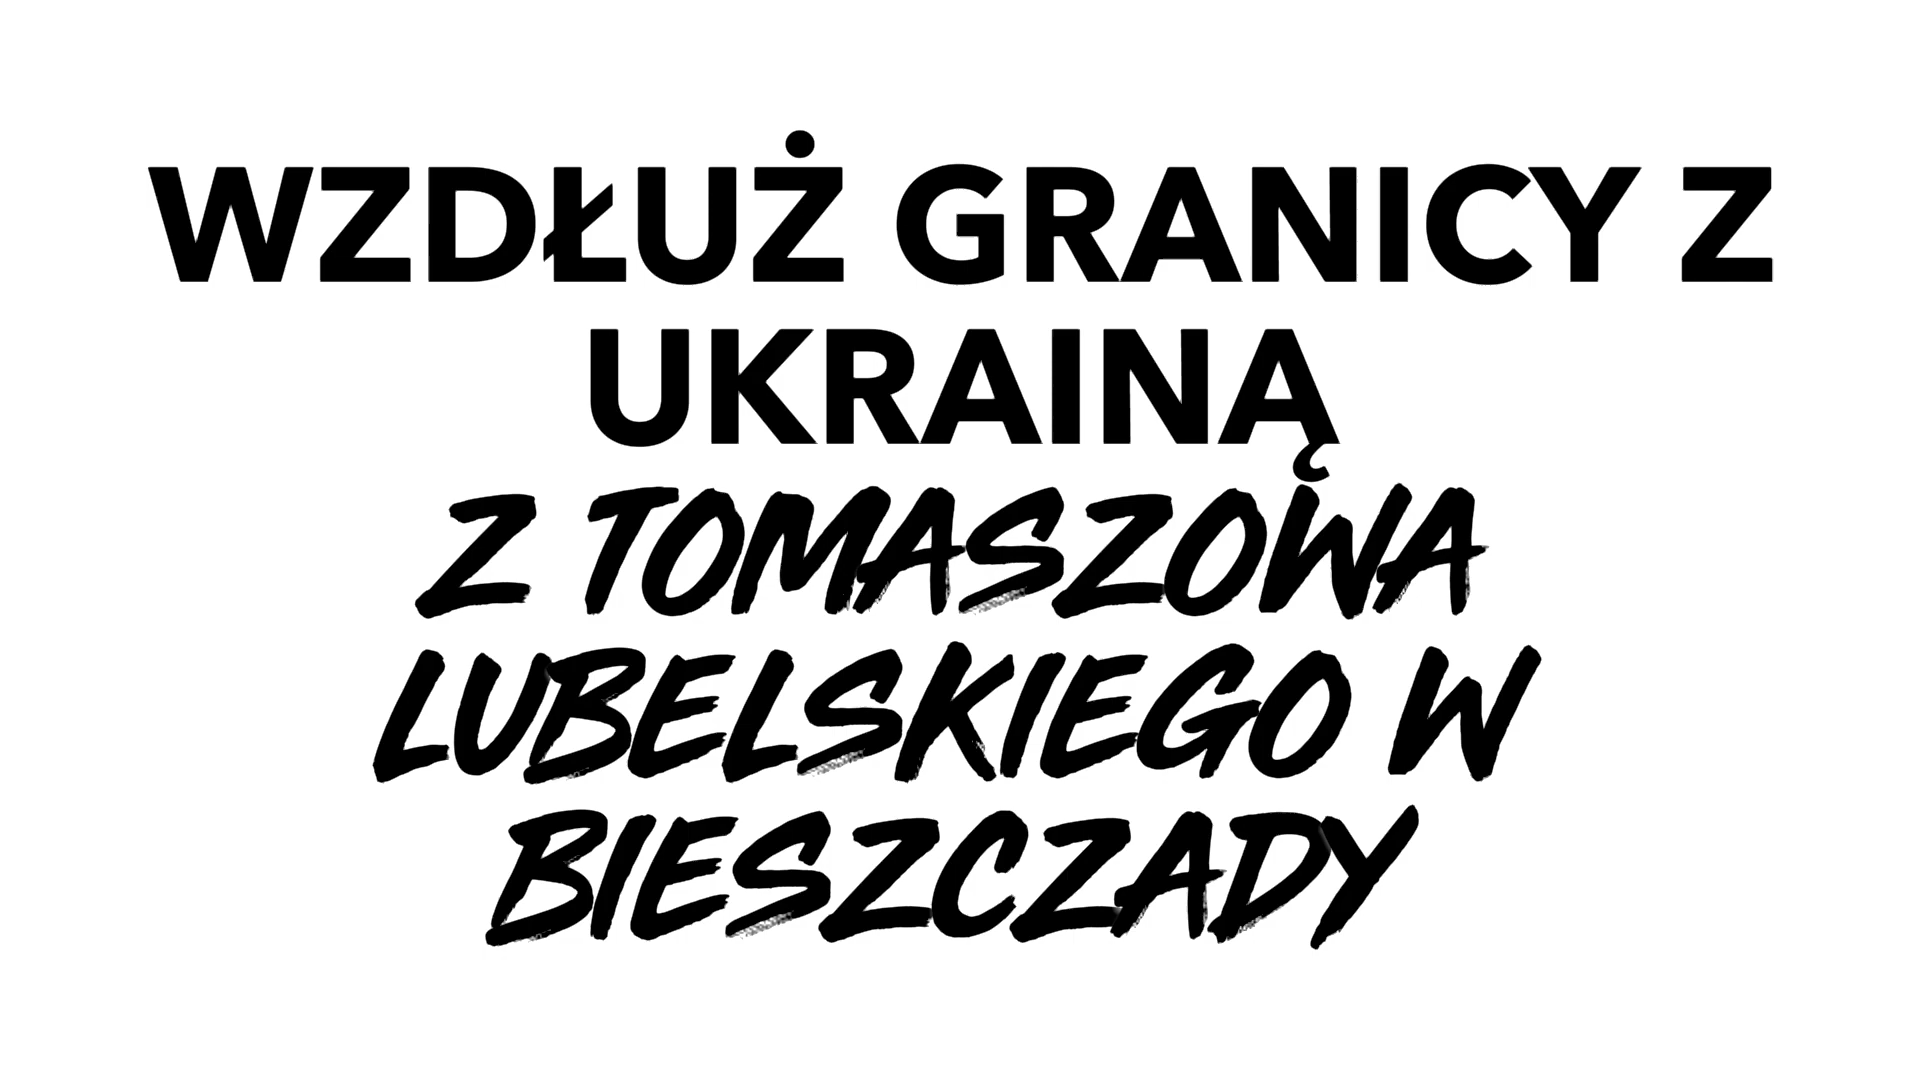 WZDŁUŻ GRANICY Z
UKRAINĄ
Z TOMASZOWA
LUBELSKIEGO W
BIESZCZADY